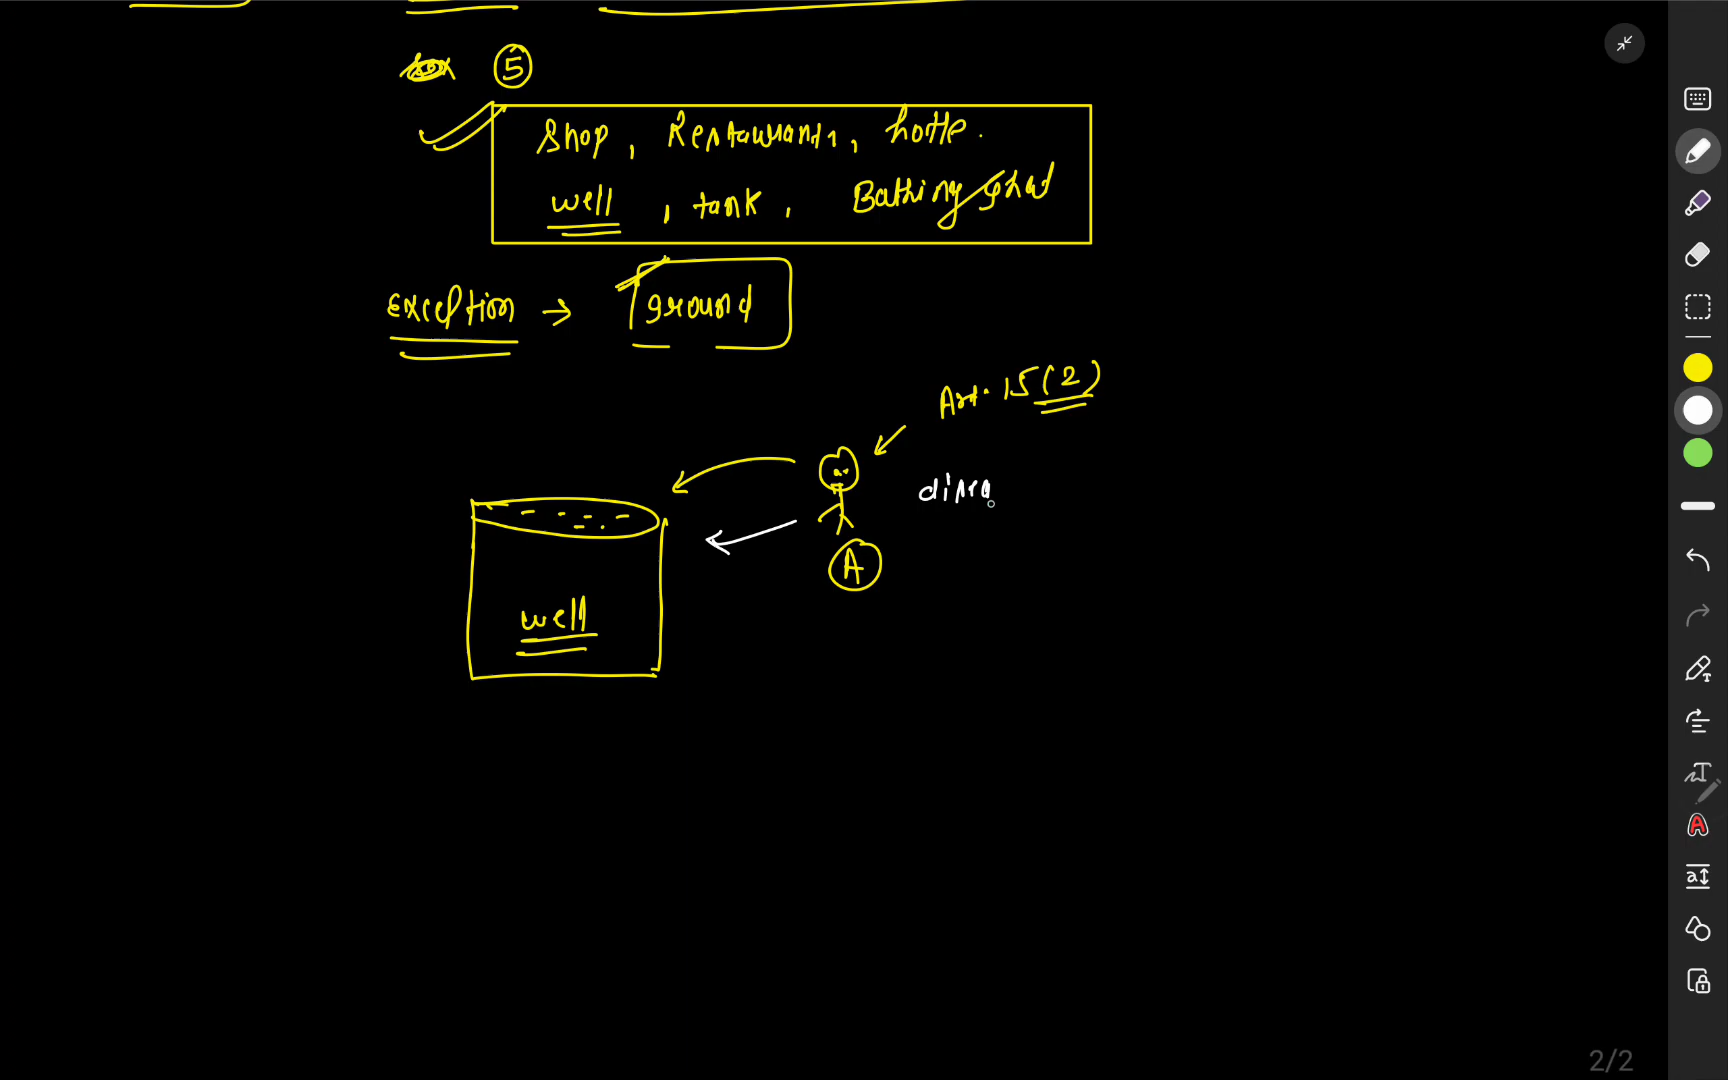 ⑤
Shop, Restaurants, hotle.
well, tank, Bathing ghat
Exception → ground
Art. 15(2)
A
well
2/2